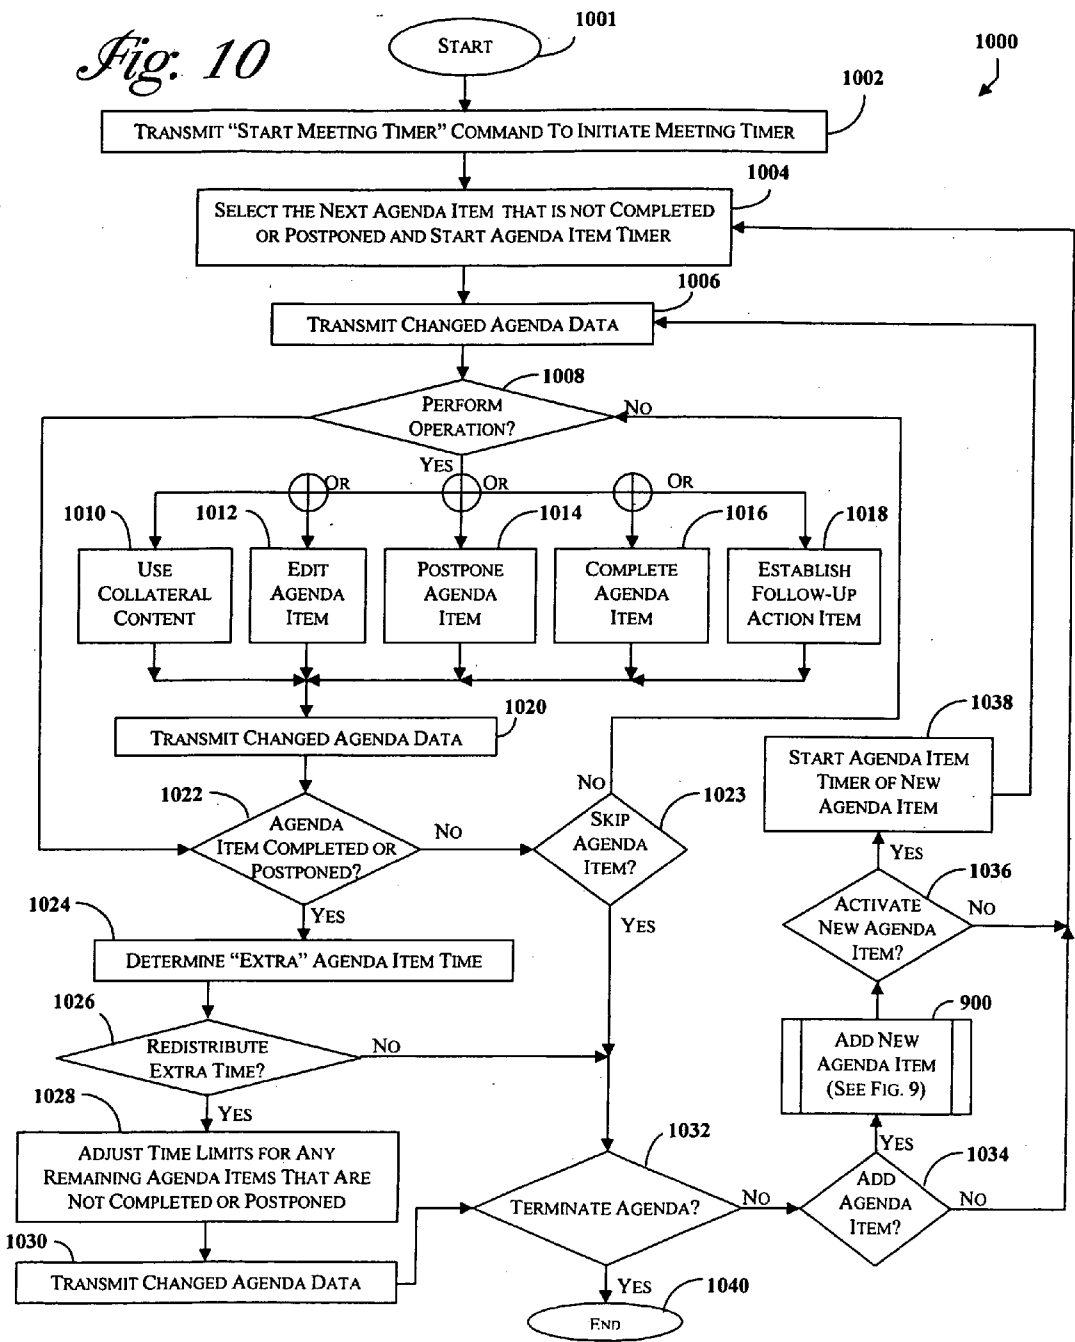 Fig. 10
1001
START
1000
1002
TRANSMIT "START MEETING TIMER" COMMAND TO INITIATE MEETING TIMER
1004
SELECT THE NEXT AGENDA ITEM THAT IS NOT COMPLETED
OR POSTPONED AND START AGENDA ITEM TIMER
1006
TRANSMIT CHANGED AGENDA DATA
1008
PERFORM
OPERATION?
NO
YES
OR
OR
OR
1010
USE
COLLATERAL
CONTENT
1012
EDIT
AGENDA
ITEM
1014
POSTPONE
AGENDA
ITEM
1016
COMPLETE
AGENDA
ITEM
1018
ESTABLISH
FOLLOW-UP
ACTION ITEM
1020
TRANSMIT CHANGED AGENDA DATA
1022
AGENDA
ITEM COMPLETED OR
POSTPONED?
NO
YES
NO
1023
SKIP
AGENDA
ITEM?
YES
1038
START AGENDA ITEM
TIMER OF NEW
AGENDA ITEM
YES
1036
ACTIVATE
NEW AGENDA
ITEM?
NO
1024
DETERMINE "EXTRA" AGENDA ITEM TIME
1026
REDISTRIBUTE
EXTRA TIME?
NO
YES
900
ADD NEW
AGENDA ITEM
(SEE FIG. 9)
YES
1028
ADJUST TIME LIMITS FOR ANY
REMAINING AGENDA ITEMS THAT ARE
NOT COMPLETED OR POSTPONED
1032
TERMINATE AGENDA?
NO
1034
ADD
AGENDA
ITEM?
NO
1030
TRANSMIT CHANGED AGENDA DATA
YES
1040
END